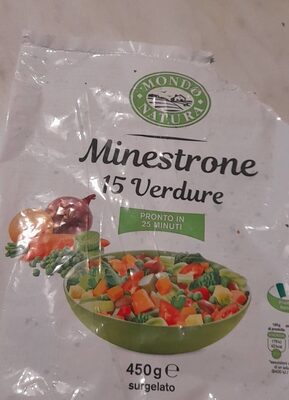 MONDO
NATURA
Minestrone
15 Verdure
PRONTO IN
25 MINUTI
450g e
surgelato